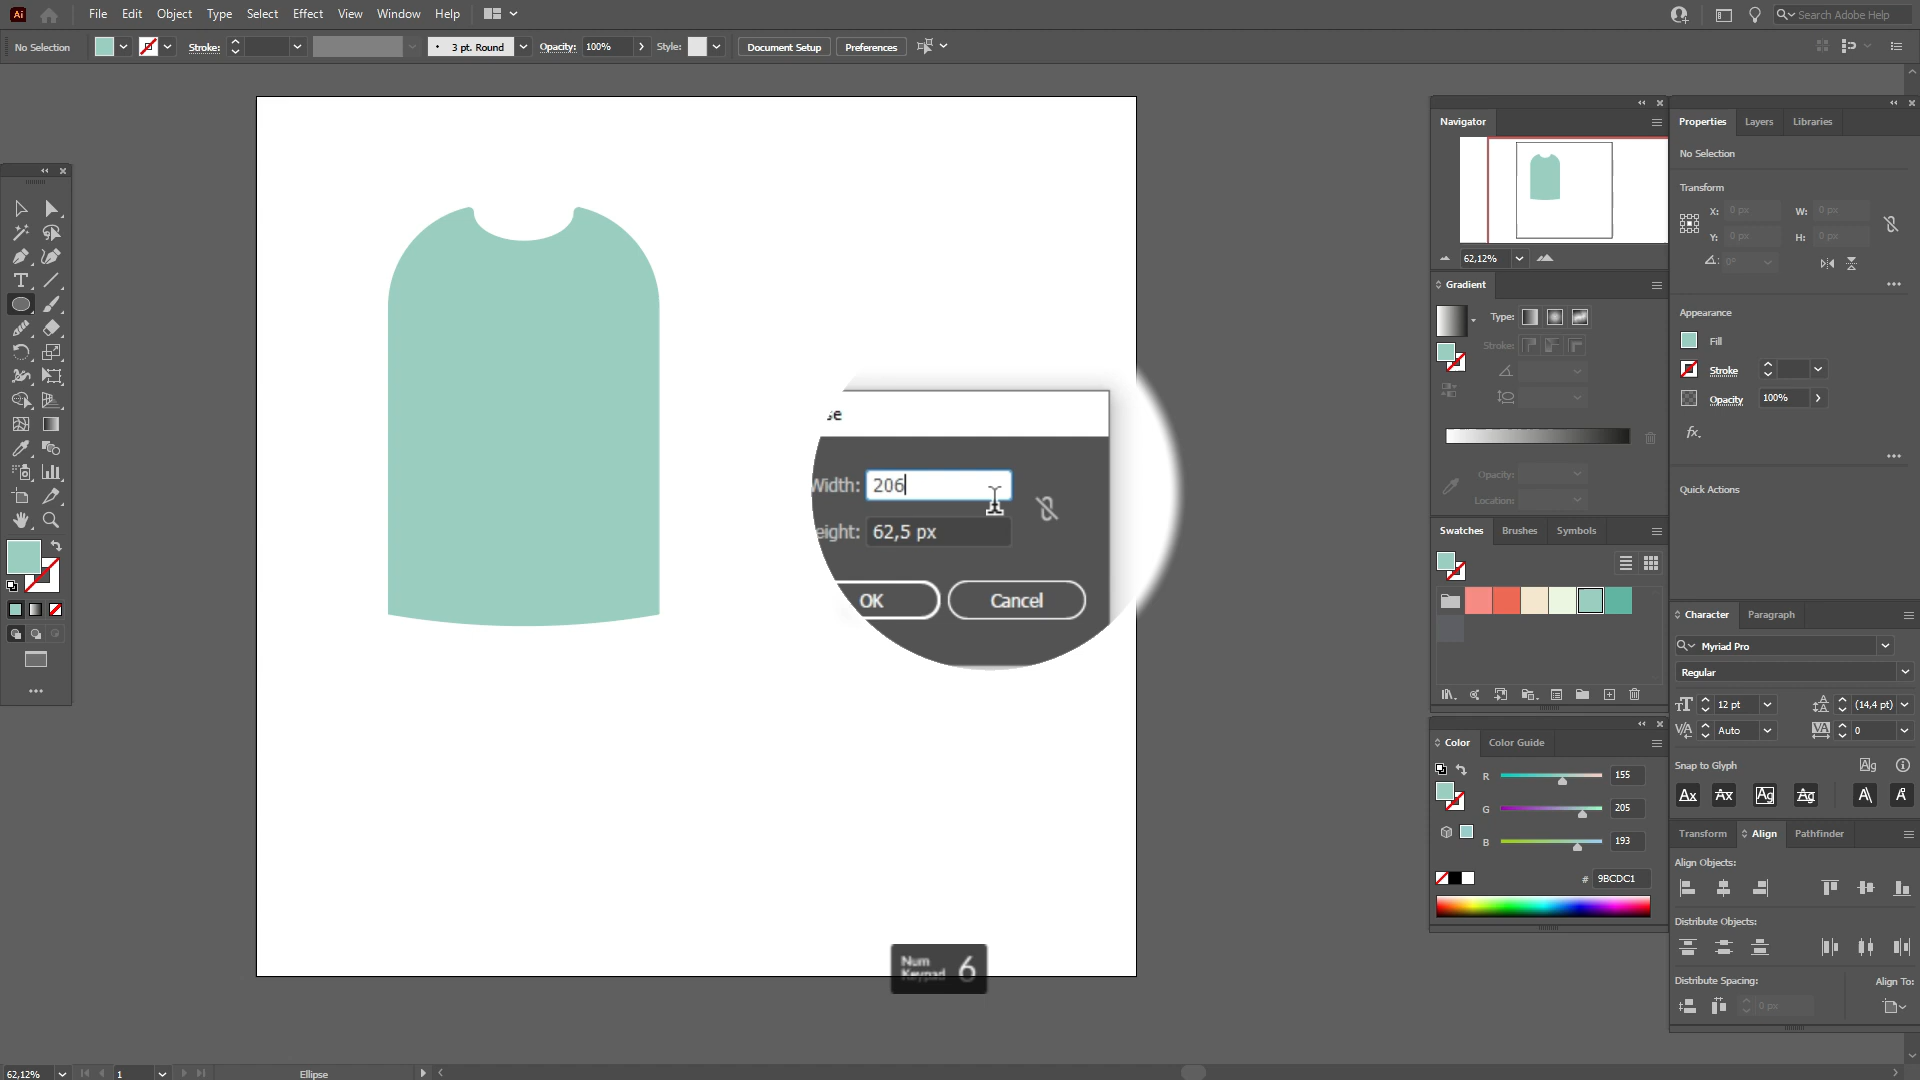 Ai File Edit Object Type Select Effect View Window Help Search Adobe Help
No Selection Stroke: 3 pt. Round Opacity: 100% Style: Document Setup Preferences
Navigator
62,12%
Gradient
Type:
Stroke:
Opacity:
Location:
Swatches Brushes Symbols
Color Color Guide
R 155
G 205
B 193
# 9BCDC1
Properties Layers Libraries
No Selection
Transform
X: 0 px W: 0 px
Y: 0 px H: 0 px
0°
Appearance
Fill
Stroke
Opacity 100%
fx.
Quick Actions
Character Paragraph
Myriad Pro
Regular
12 pt (14,4 pt)
Auto 0
Snap to Glyph
Transform Align Pathfinder
Align Objects:
Distribute Objects:
Distribute Spacing: Align To:
0 px
se
Width: 206
eight: 62,5 px
OK Cancel
Num
Keypad 6
62,12% 1 Ellipse